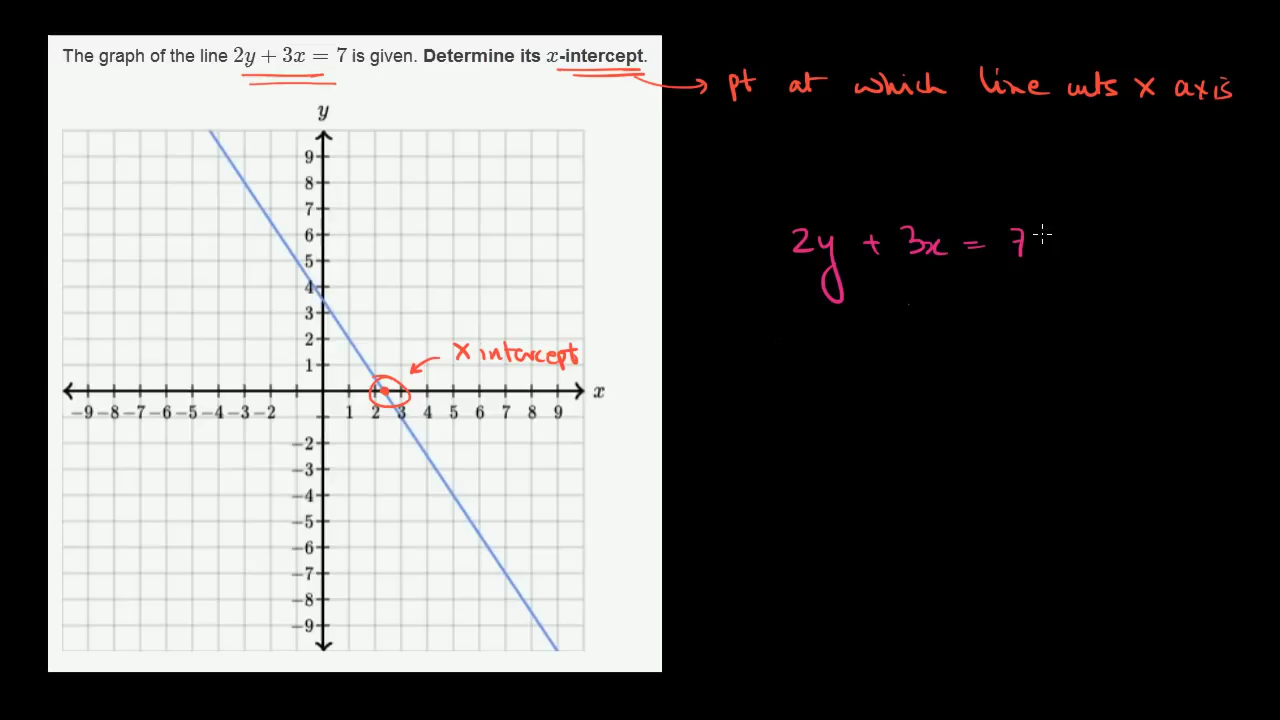 The graph of the line 2y + 3x = 7 is given. Determine its x-intercept.
pt at which line cuts X axis
y
9
8
7
6
5
4
3
2
1
2y + 3x = 7
X intercept
x
−9 −8 −7 −6 −5 −4 −3 −2 1 2 3 4 5 6 7 8 9
−2
−3
−4
−5
−6
−7
−8
−9